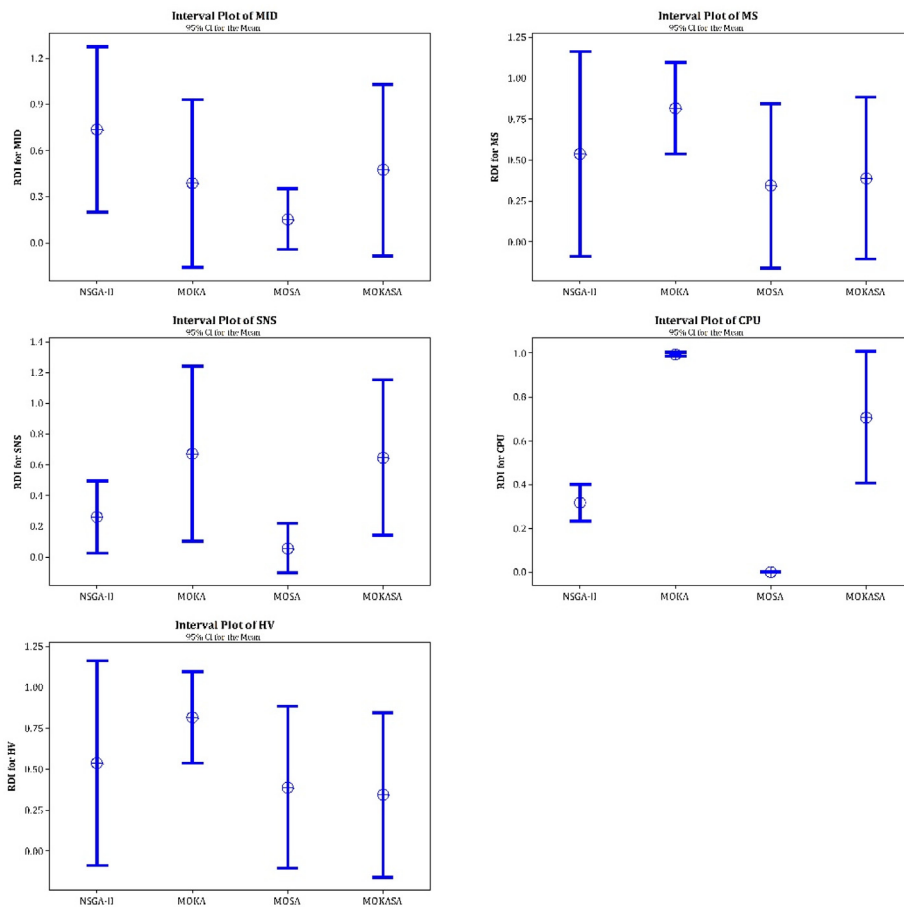 Interval Plot of MID
95% CI for the Mean
RDI for MID
1.2
0.9
0.6
0.3
0.0
NSGA-II MOKA MOSA MOKASA
Interval Plot of MS
95% CI for the Mean
RDI for MS
1.25
1.00
0.75
0.50
0.25
0.00
NSGA-II MOKA MOSA MOKASA
Interval Plot of SNS
95% CI for the Mean
RDI for SNS
1.4
1.2
1.0
0.8
0.6
0.4
0.2
0.0
NSGA-II MOKA MOSA MOKASA
Interval Plot of CPU
95% CI for the Mean
RDI for CPU
1.0
0.8
0.6
0.4
0.2
0.0
NSGA-II MOKA MOSA MOKASA
Interval Plot of HV
95% CI for the Mean
RDI for HV
1.25
1.00
0.75
0.50
0.25
0.00
NSGA-II MOKA MOSA MOKASA